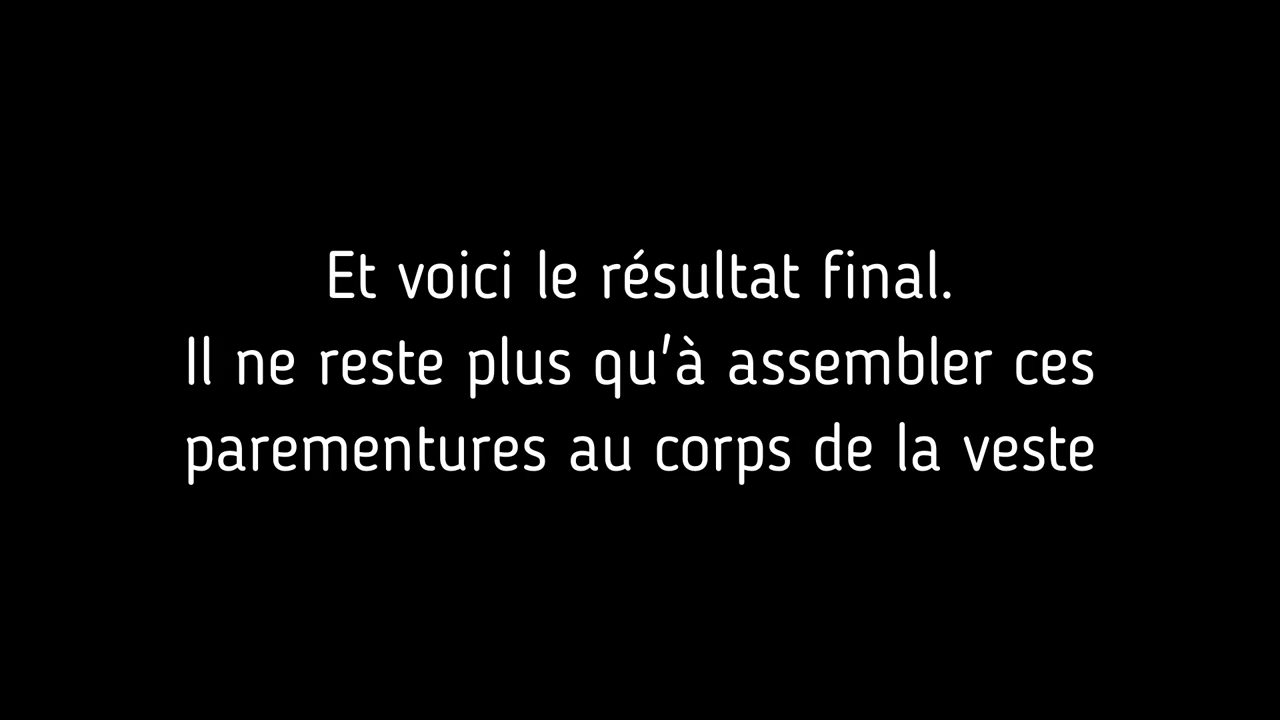 Et voici le résultat final.
Il ne reste plus qu'à assembler ces
parementures au corps de la veste